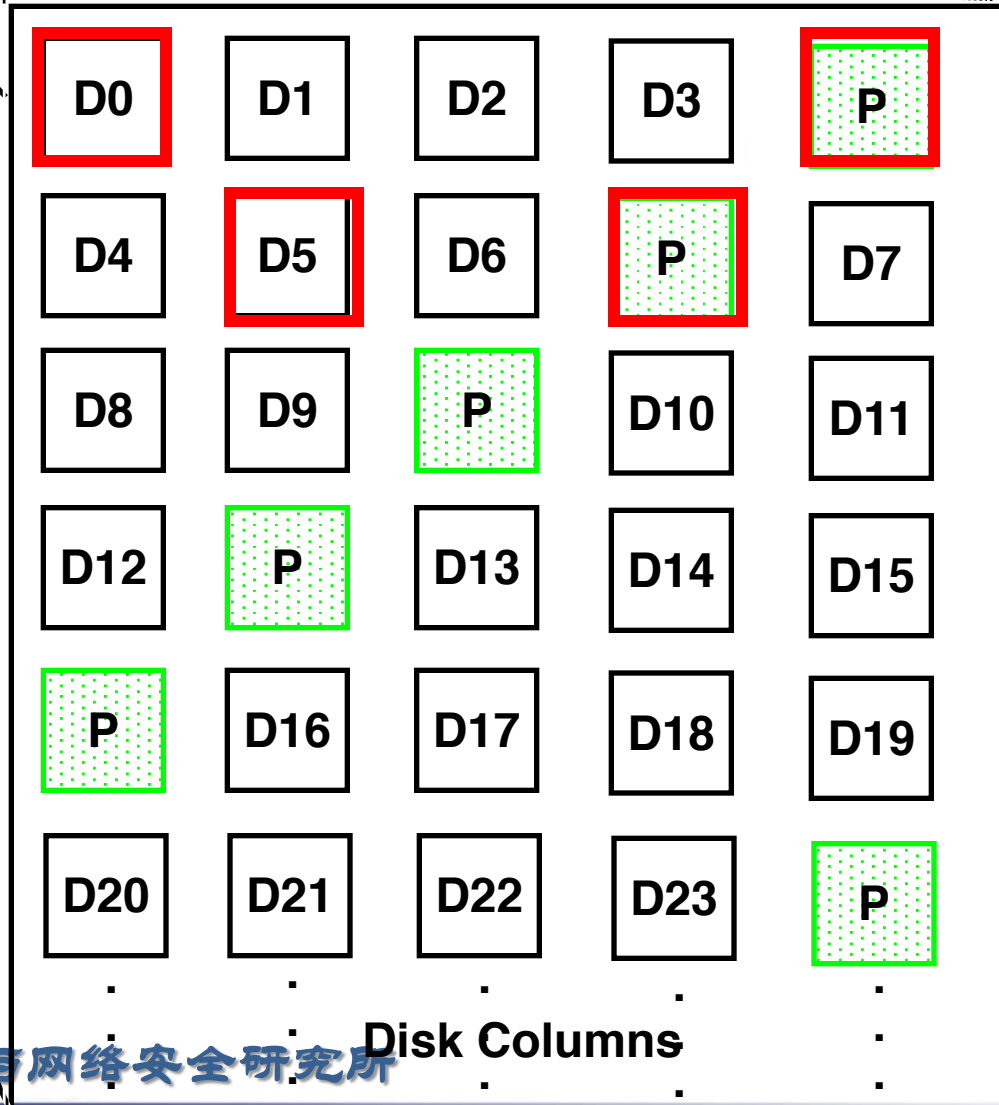 D0 D1 D2 D3 P
D4 D5 D6 P D7
D8 D9 P D10 D11
D12 P D13 D14 D15
P D16 D17 D18 D19
D20 D21 D22 D23 P
Disk Columns
网络安全研究所